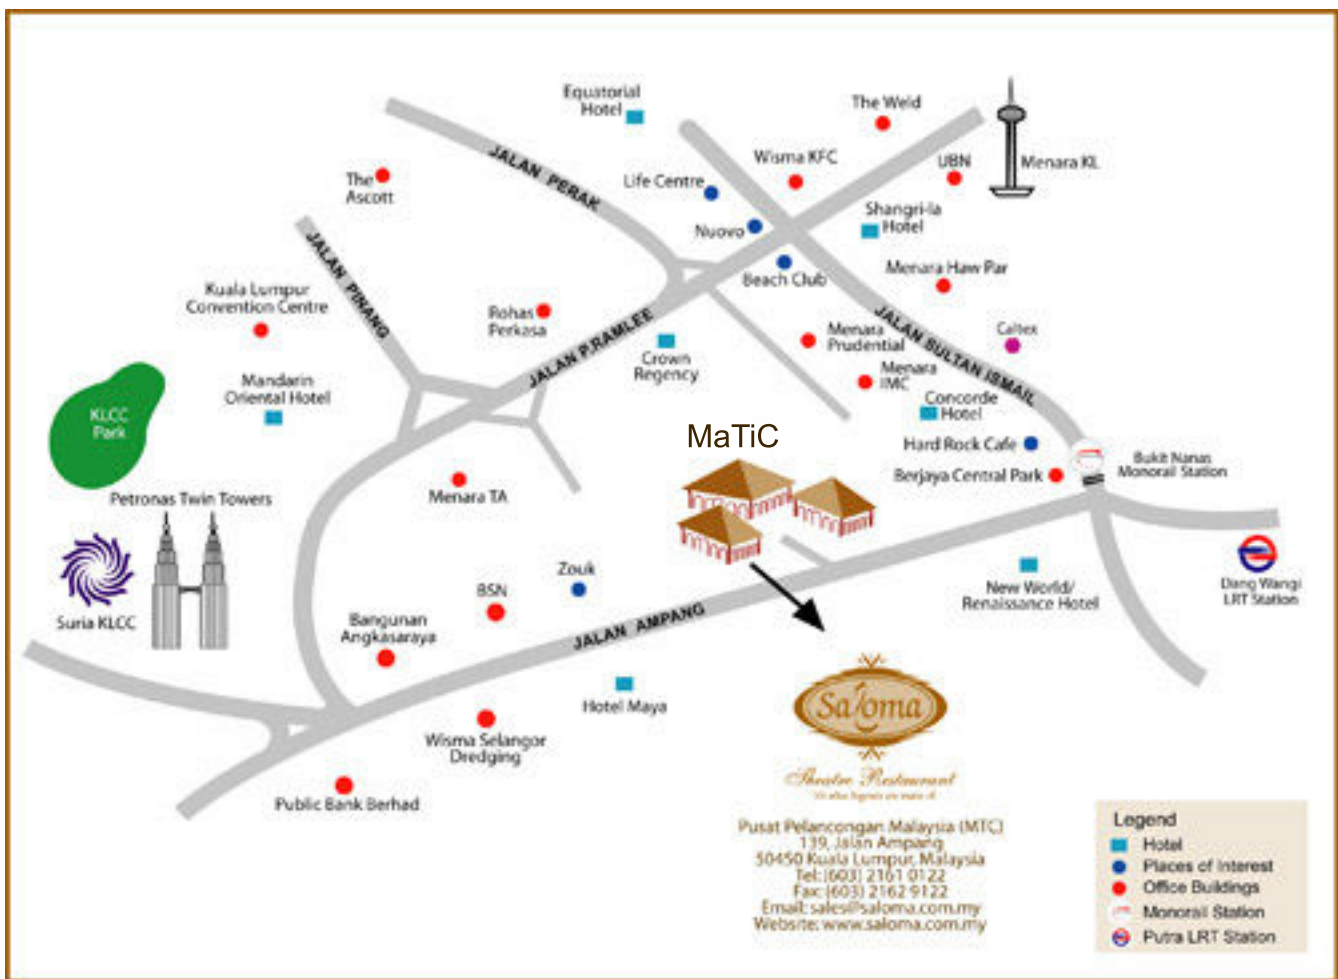 Equatorial
Hotel
The Weld
JALAN PERAK
Wisma KFC
UBN
Menara KL
The
Ascott
Life Centre
Shangri-la
Hotel
Nuovo
JALAN PINANG
Beach Club
Menara Haw Par
Kuala Lumpur
Convention Centre
Rohas
Perkasa
JALAN P.RAMLEE
JALAN SULTAN ISMAIL
Caltex
Menara
Prudential
Crown
Regency
Menara
IMC
Mandarin
Oriental Hotel
Concorde
Hotel
KLCC
Park
MaTiC
Hard Rock Cafe
Bukit Nanas
Monorail Station
Berjaya Central Park
Petronas Twin Towers
Menara TA
Zouk
BSN
Dang Wangi
LRT Station
New World/
Renaissance Hotel
Suria KLCC
Bangunan
Angkasaraya
JALAN AMPANG
Hotel Maya
Saloma
Wisma Selangor
Dredging
Theatre Restaurant
Public Bank Berhad
Pusat Pelancongan Malaysia (MTC)
139, Jalan Ampang
50450 Kuala Lumpur, Malaysia
Tel: (603) 2161 0122
Fax: (603) 2162 9122
Email: sales@saloma.com.my
Website: www.saloma.com.my
Legend
Hotel
Places of Interest
Office Buildings
Monorail Station
Putra LRT Station